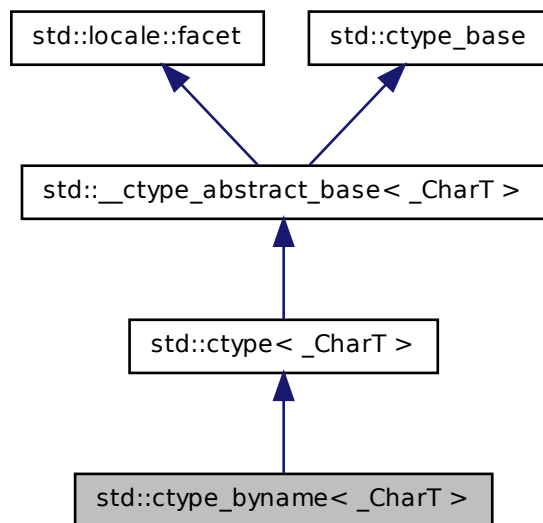 std::locale::facet
std::ctype_base
std::__ctype_abstract_base< _CharT >
std::ctype< _CharT >
std::ctype_byname< _CharT >